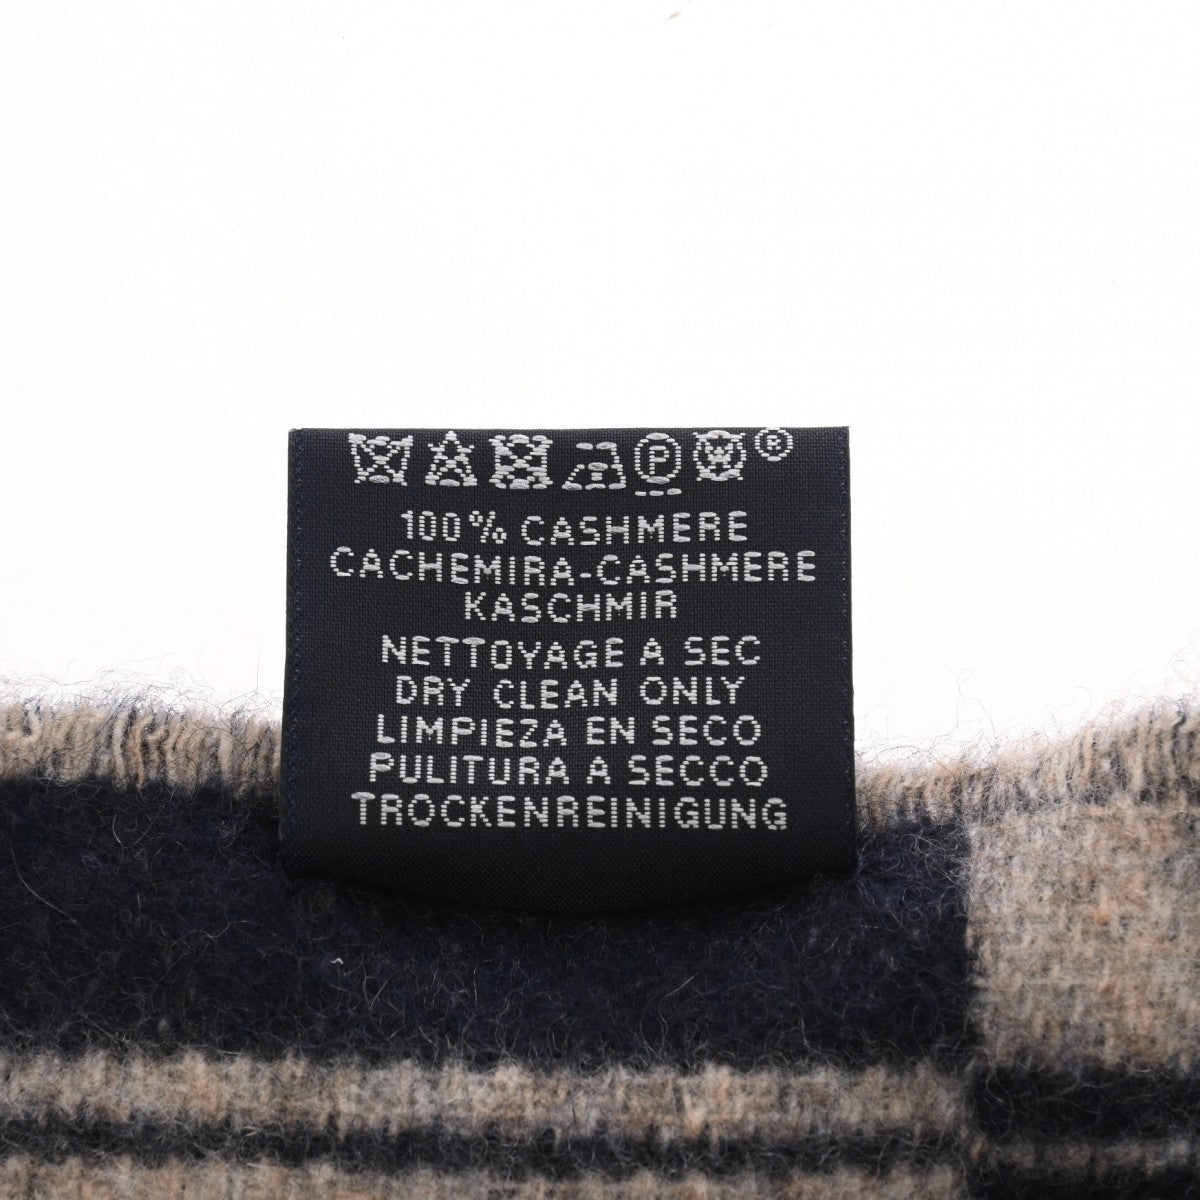 P W ®
100% CASHMERE
CACHEMIRA-CASHMERE
KASCHMIR
NETTOYAGE A SEC
DRY CLEAN ONLY
LIMPIEZA EN SECO
PULITURA A SECCO
TROCKENREINIGUNG